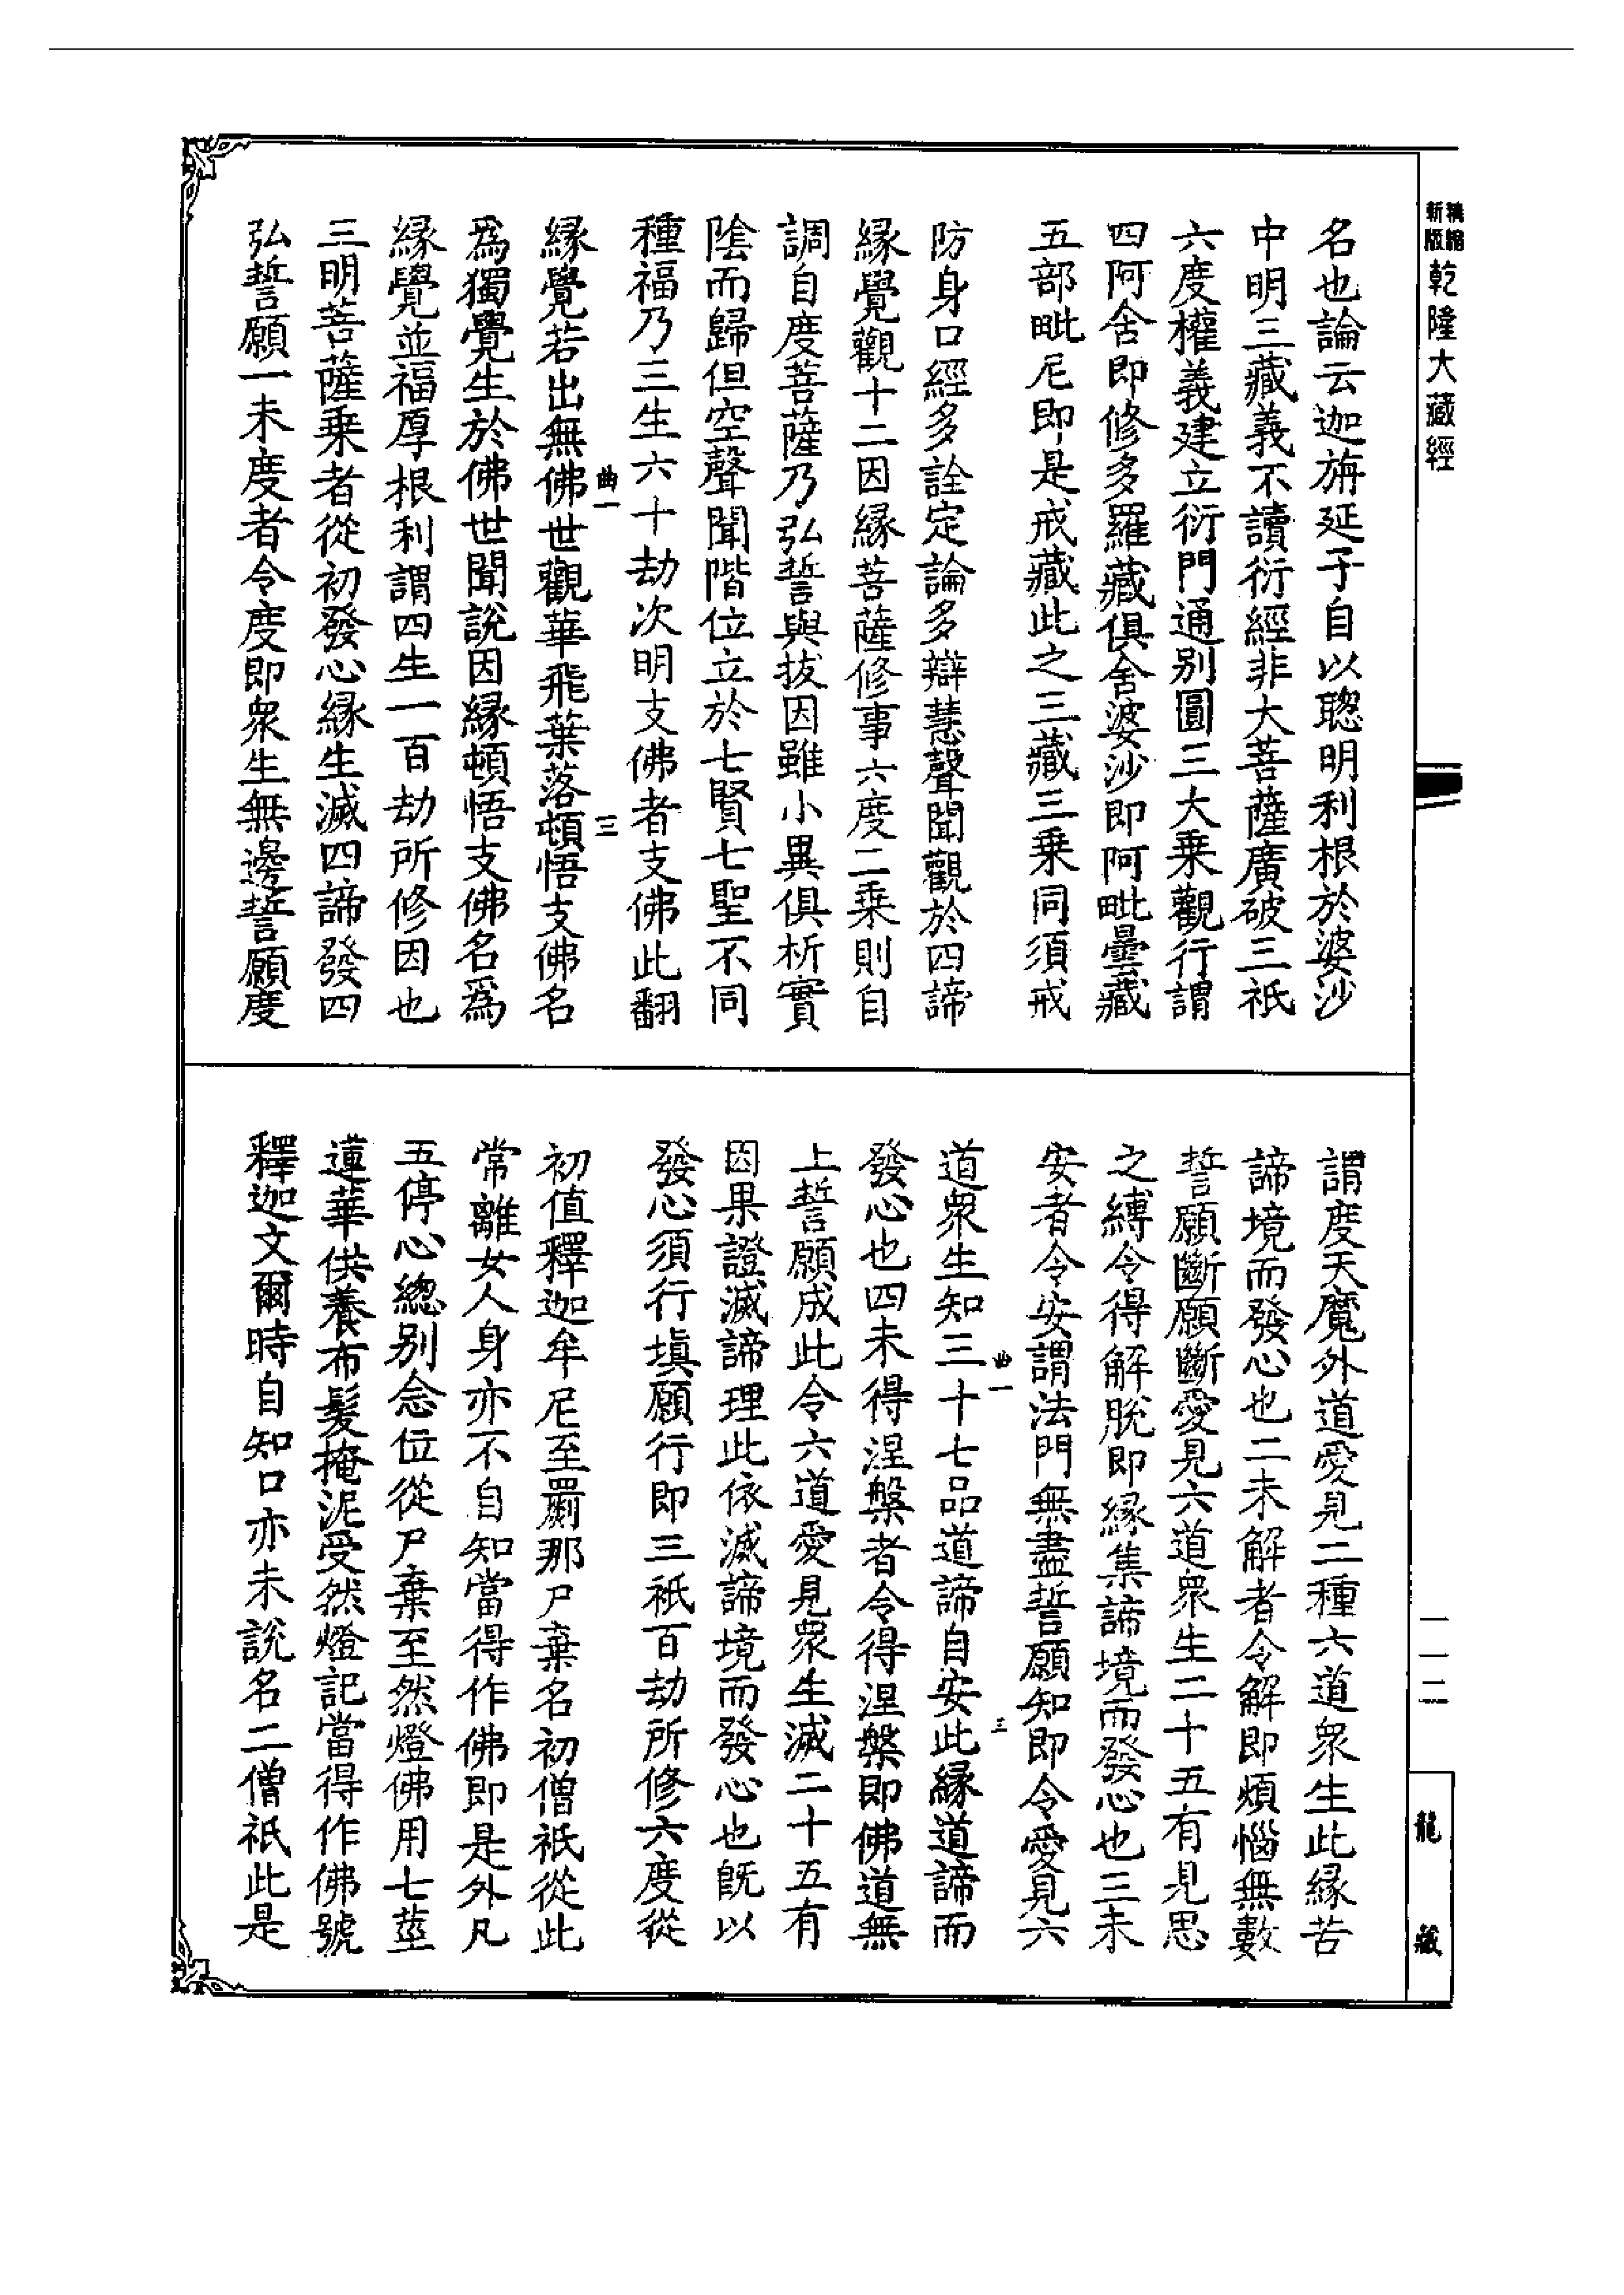 新版精縮乾隆大藏經
名也論云迦旃延子自以聰明利根於婆沙
中明三藏義不讀衍經非大菩薩廣破三祇
六度權義建立衍門通別圓三大乗觀行謂
四阿含即修多羅藏俱舍婆沙即阿毗曇藏
五部毗尼即是戒藏此之三藏三乗同須戒
防身口經多詮定論多辯慧聲聞觀於四諦
緣覺觀十二因緣菩薩修事六度二乗則自
調自度菩薩乃弘誓與拔因雖小異俱析實
陰而歸但空聲聞階位立於七賢七聖不同
種福乃三生六十劫次明支佛者支佛此翻
緣覺若出無佛世觀華飛葉落頓悟支佛名
為獨覺生於佛世聞說因緣頓悟支佛名為
緣覺並福厚根利謂四生一百劫所修因也
三明菩薩乗者從初發心緣生滅四諦發四
弘誓願一未度者令度即衆生無邊誓願度
曲一
三
謂度天魔外道愛見二種六道衆生此緣苦
諦境而發心也二未解者令解即煩惱無數
誓願斷願斷愛見六道衆生二十五有見思
之縛令得解脫即緣集諦境而發心也三未
安者令安謂法門無盡誓願知即令愛見六
道衆生知三十七品道諦自安此緣道諦而
發心也四未得涅槃者令得涅槃即佛道無
上誓願成此令六道愛見衆生滅二十五有
因果證滅諦理此依滅諦境而發心也既以
發心須行填願行即三祇百劫所修六度從
初值釋迦牟尼至罽那尸棄名初僧祇從此
常離女人身亦不自知當得作佛即是外凡
五停心總别念位從尸棄至然燈佛用七莖
蓮華供養布髮掩泥受然燈記當得作佛號
釋迦文爾時自知口亦未說名二僧祇此是
曲一
三
一一二
龍藏